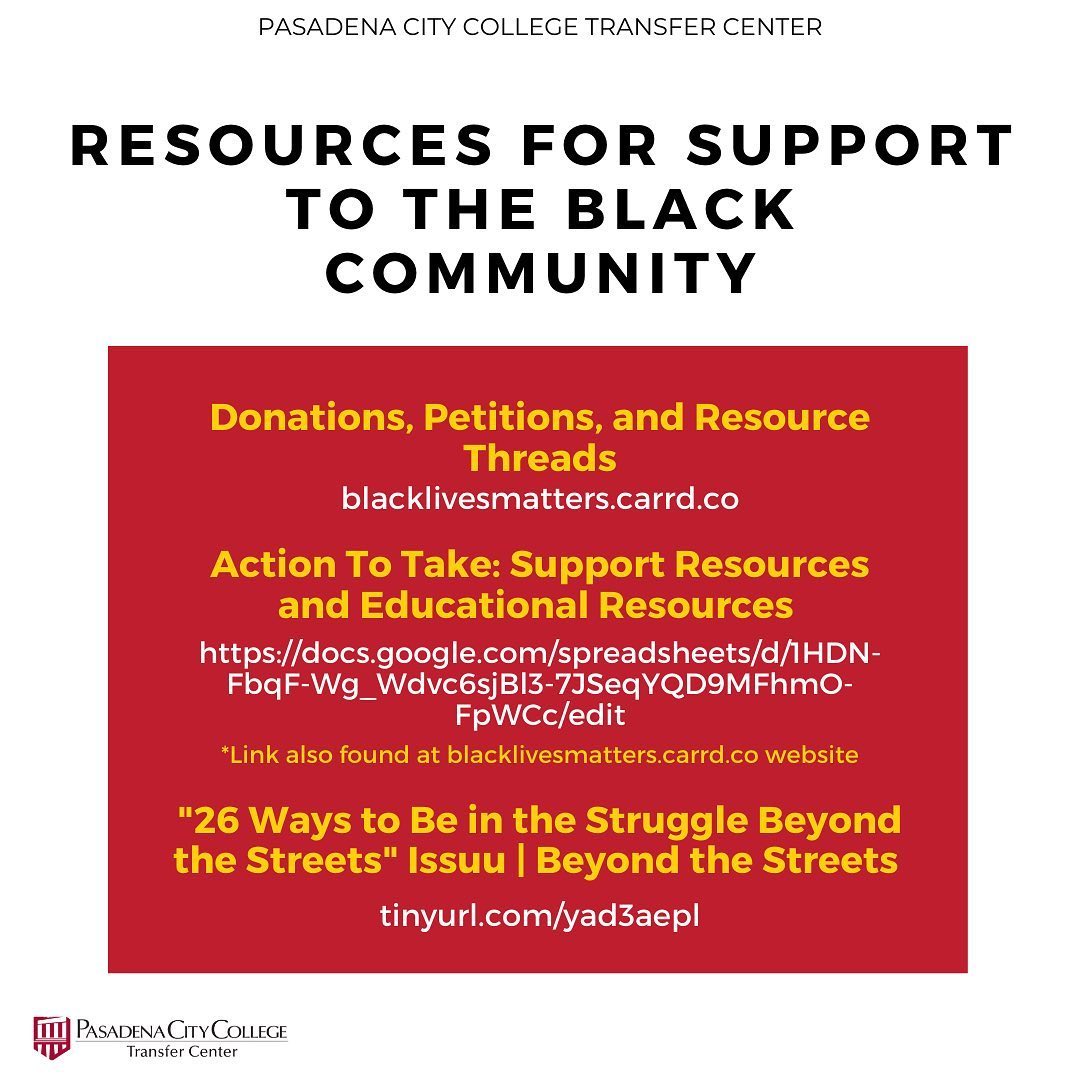 PASADENA CITY COLLEGE TRANSFER CENTER
RESOURCES FOR SUPPORT
TO THE BLACK
COMMUNITY
Donations, Petitions, and Resource
Threads
blacklivesmatters.carrd.co
Action To Take: Support Resources
and Educational Resources
https://docs.google.com/spreadsheets/d/1HDN-
FbqF-Wg_Wdvc6sjBl3-7JSeqYQD9MFhmO-
FpWCc/edit
*Link also found at blacklivesmatters.carrd.co website
"26 Ways to Be in the Struggle Beyond
the Streets" Issuu | Beyond the Streets
tinyurl.com/yad3aepl
PASADENA CITY COLLEGE
Transfer Center